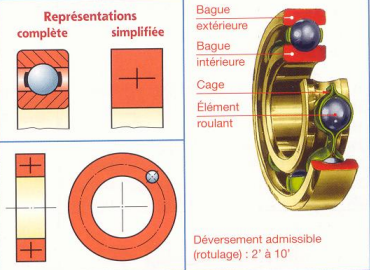 Représentations
complète simplifiée
Bague
extérieure
Bague
intérieure
Cage
Élément
roulant
Déversement admissible
(rotulage) : 2' à 10'